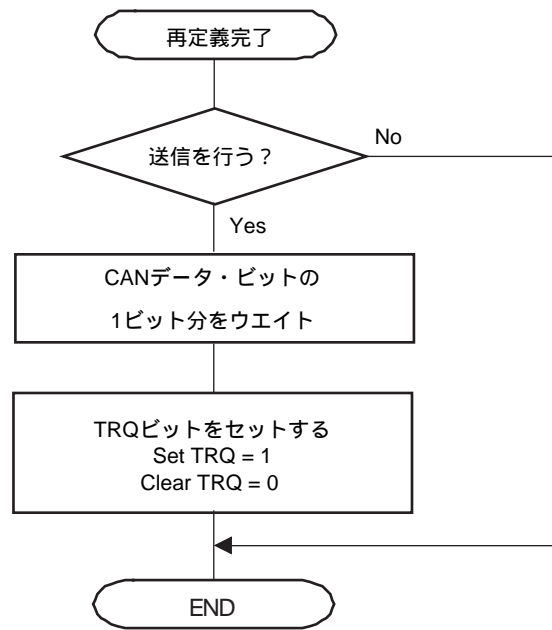 再定義完了
送信を行う？
No
Yes
CANデータ・ビットの
1ビット分をウエイト
TRQビットをセットする
Set TRQ = 1
Clear TRQ = 0
END